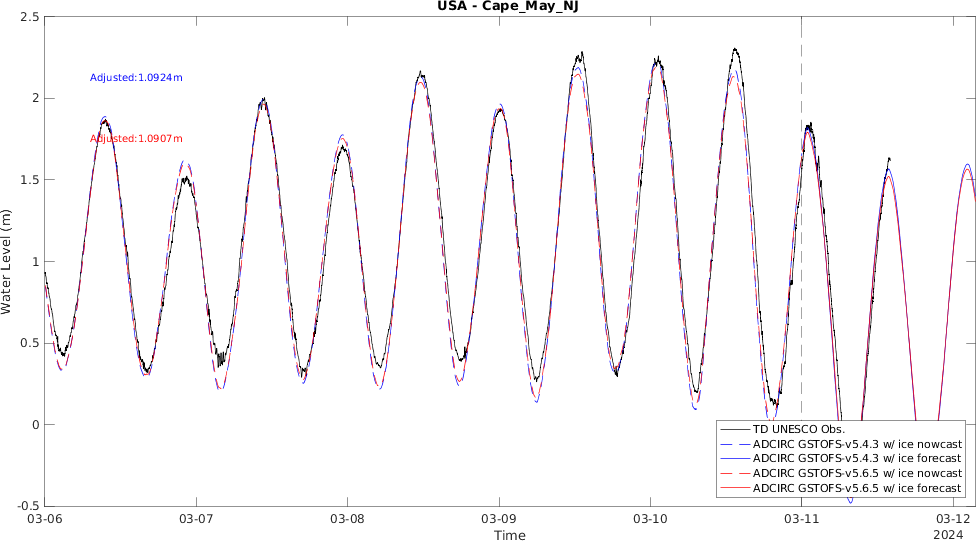 USA - Cape_May_NJ
2.5
2
1.5
1
0.5
0
-0.5
Water Level (m)
Adjusted:1.0924m
Adjusted:1.0907m
TD UNESCO Obs.
ADCIRC GSTOFS-v5.4.3 w/ ice nowcast
ADCIRC GSTOFS-v5.4.3 w/ ice forecast
ADCIRC GSTOFS-v5.6.5 w/ ice nowcast
ADCIRC GSTOFS-v5.6.5 w/ ice forecast
03-06 03-07 03-08 03-09 03-10 03-11 03-12
Time
2024